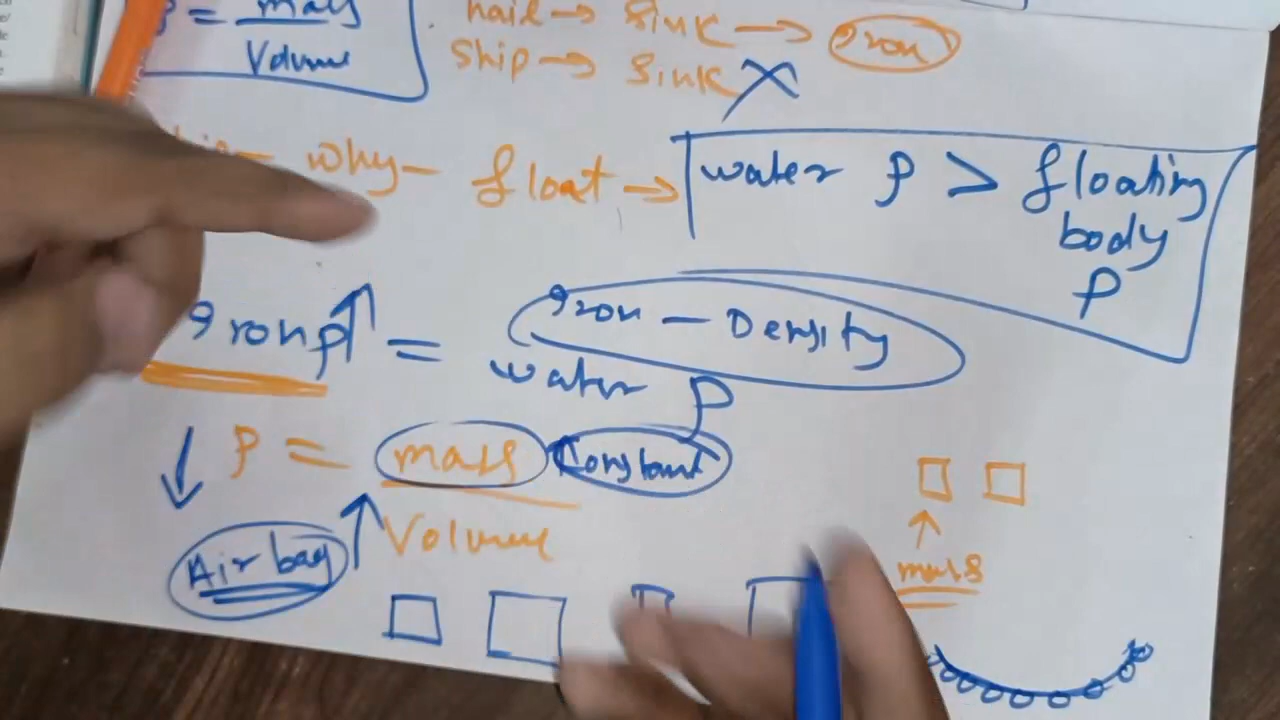 ρ = mass
Volume
nail → sink → Iron
ship → sink
why - float →
water ρ > floating
body
ρ
Iron ρ ↑ =
Iron - Density
water ρ
↓ ρ = mass Constant
↑ Volume
Air bag
mass